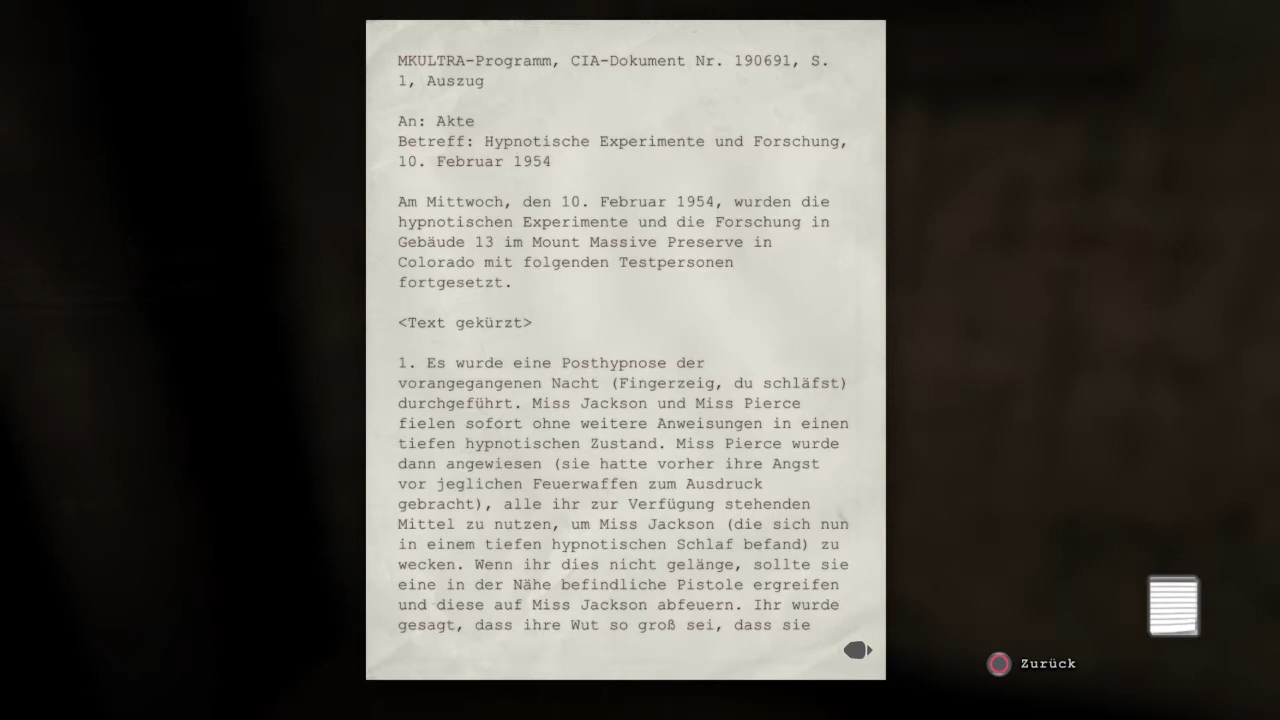 MKULTRA-Programm, CIA-Dokument Nr. 190691, S.
1, Auszug
An: Akte
Betreff: Hypnotische Experimente und Forschung,
10. Februar 1954
Am Mittwoch, den 10. Februar 1954, wurden die
hypnotischen Experimente und die Forschung in
Gebäude 13 im Mount Massive Preserve in
Colorado mit folgenden Testpersonen
fortgesetzt.
<Text gekürzt>
1. Es wurde eine Posthypnose der
vorangegangenen Nacht (Fingerzeig, du schläfst)
durchgeführt. Miss Jackson und Miss Pierce
fielen sofort ohne weitere Anweisungen in einen
tiefen hypnotischen Zustand. Miss Pierce wurde
dann angewiesen (sie hatte vorher ihre Angst
vor jeglichen Feuerwaffen zum Ausdruck
gebracht), alle ihr zur Verfügung stehenden
Mittel zu nutzen, um Miss Jackson (die sich nun
in einem tiefen hypnotischen Schlaf befand) zu
wecken. Wenn ihr dies nicht gelänge, sollte sie
eine in der Nähe befindliche Pistole ergreifen
und diese auf Miss Jackson abfeuern. Ihr wurde
gesagt, dass ihre Wut so groß sei, dass sie
Zurück